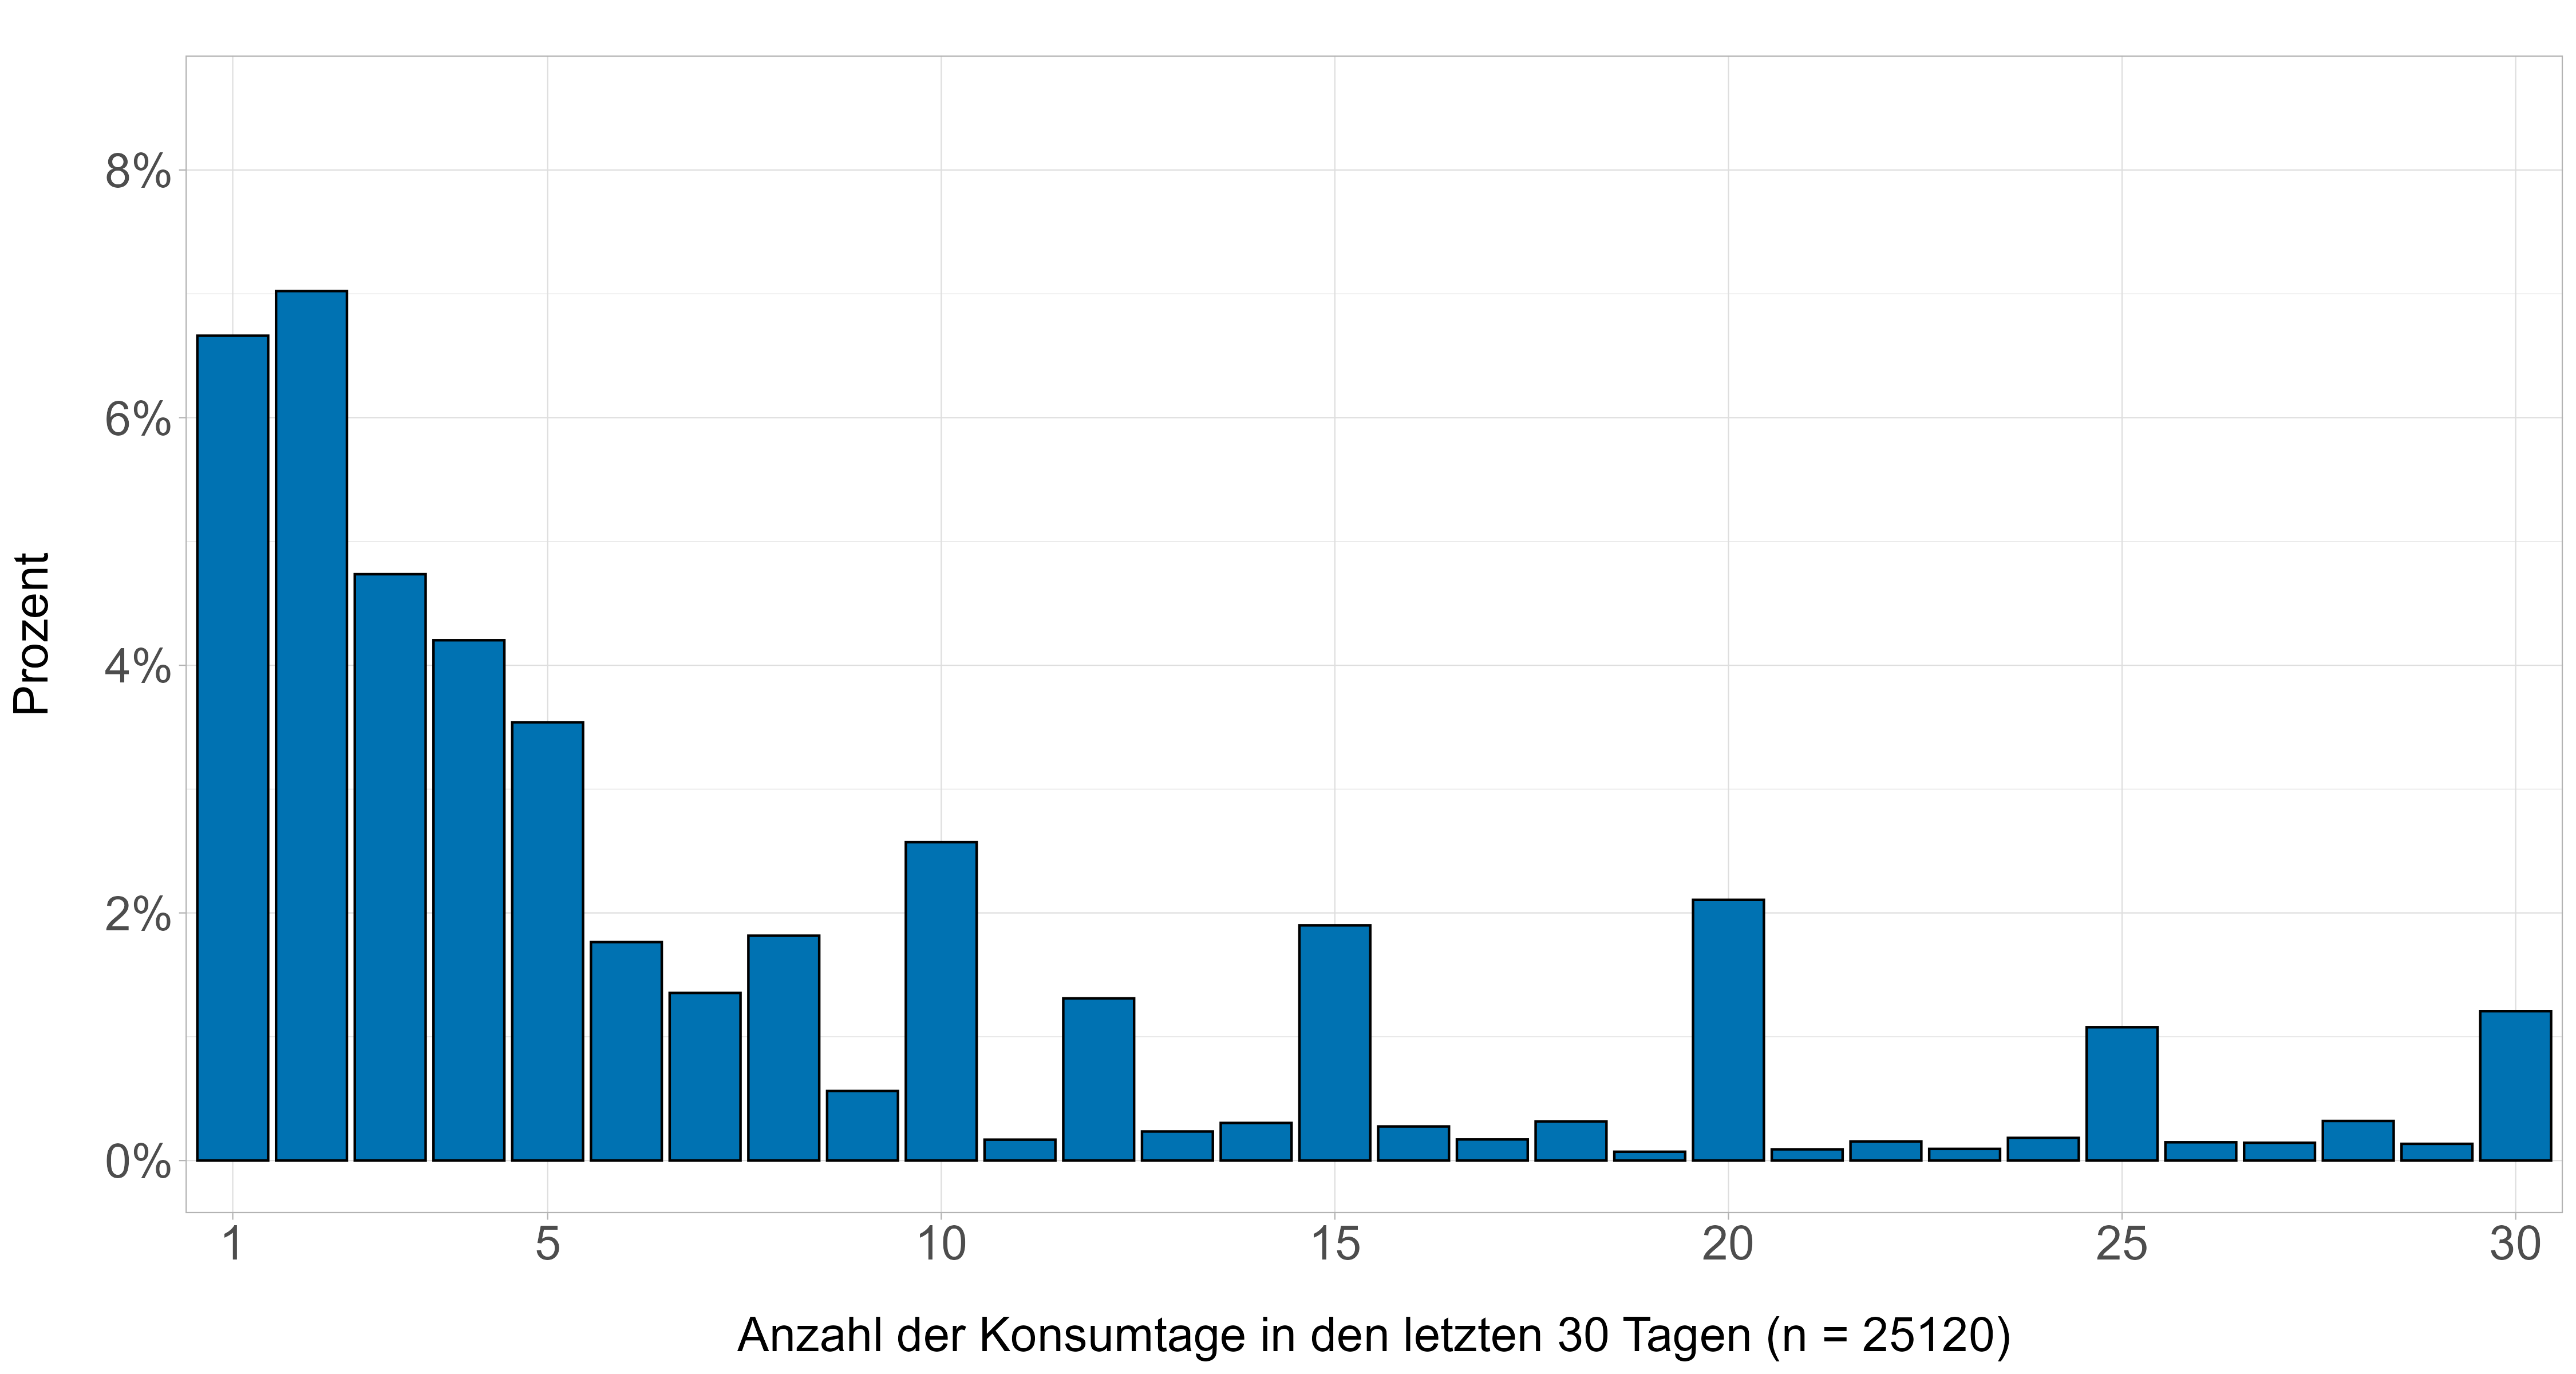 Prozent
8%
6%
4%
2%
0%
1 5 10 15 20 25 30
Anzahl der Konsumtage in den letzten 30 Tagen (n = 25120)